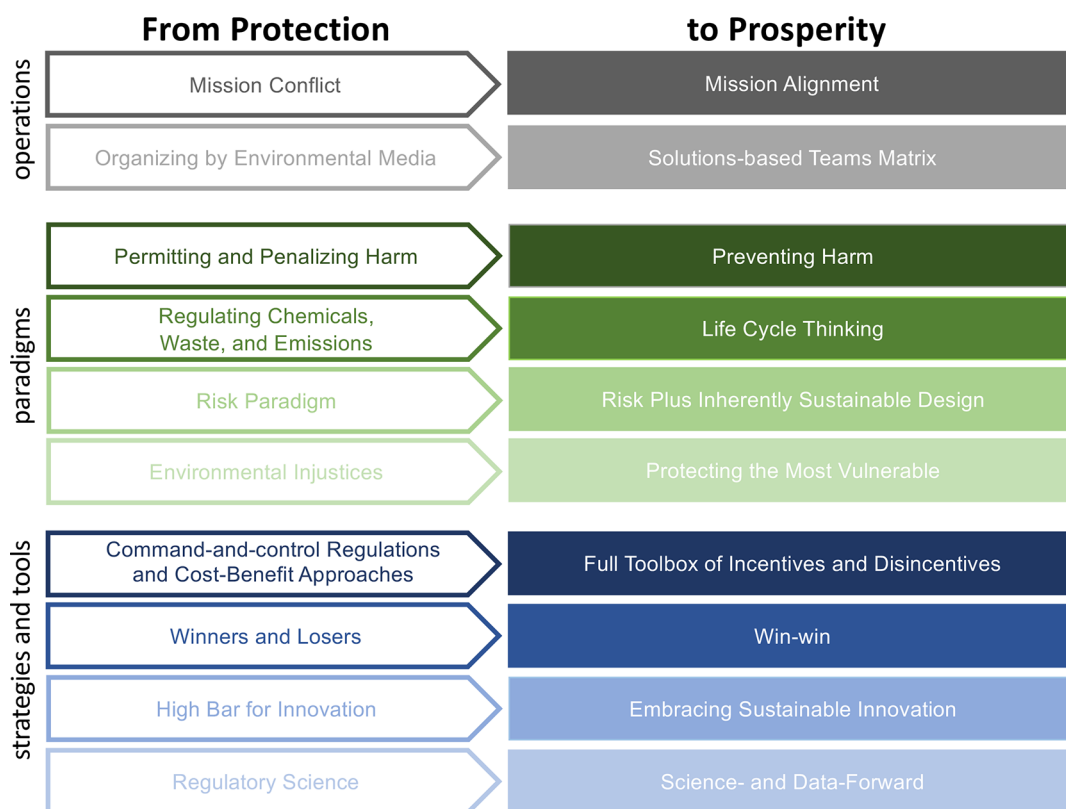 From Protection
to Prosperity
operations
Mission Conflict
Mission Alignment
Organizing by Environmental Media
Solutions-based Teams Matrix
paradigms
Permitting and Penalizing Harm
Preventing Harm
Regulating Chemicals,
Waste, and Emissions
Life Cycle Thinking
Risk Paradigm
Risk Plus Inherently Sustainable Design
Environmental Injustices
Protecting the Most Vulnerable
strategies and tools
Command-and-control Regulations
and Cost-Benefit Approaches
Full Toolbox of Incentives and Disincentives
Winners and Losers
Win-win
High Bar for Innovation
Embracing Sustainable Innovation
Regulatory Science
Science- and Data-Forward